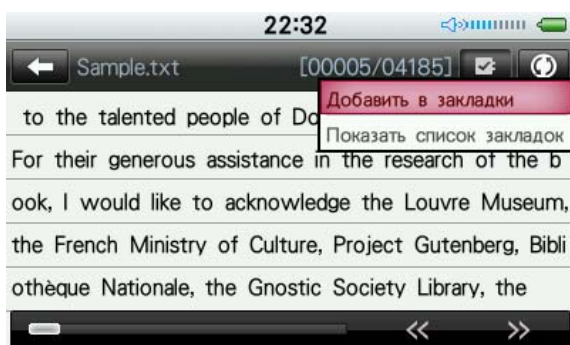 22:32
Sample.txt [00005/04185]
Добавить в закладки
Показать список закладок
to the talented people of Do
For their generous assistance in the research of the b
ook, I would like to acknowledge the Louvre Museum,
the French Ministry of Culture, Project Gutenberg, Bibli
othèque Nationale, the Gnostic Society Library, the